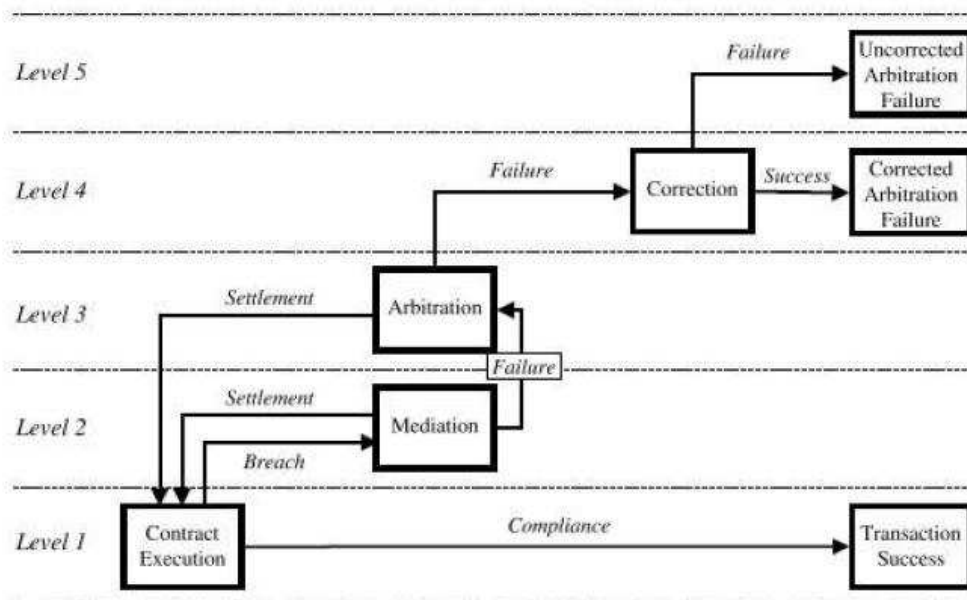 Level 5
Failure
Uncorrected
Arbitration
Failure
Level 4
Failure
Correction
Success
Corrected
Arbitration
Failure
Level 3
Settlement
Arbitration
Failure
Level 2
Settlement
Mediation
Breach
Level 1
Contract
Execution
Compliance
Transaction
Success